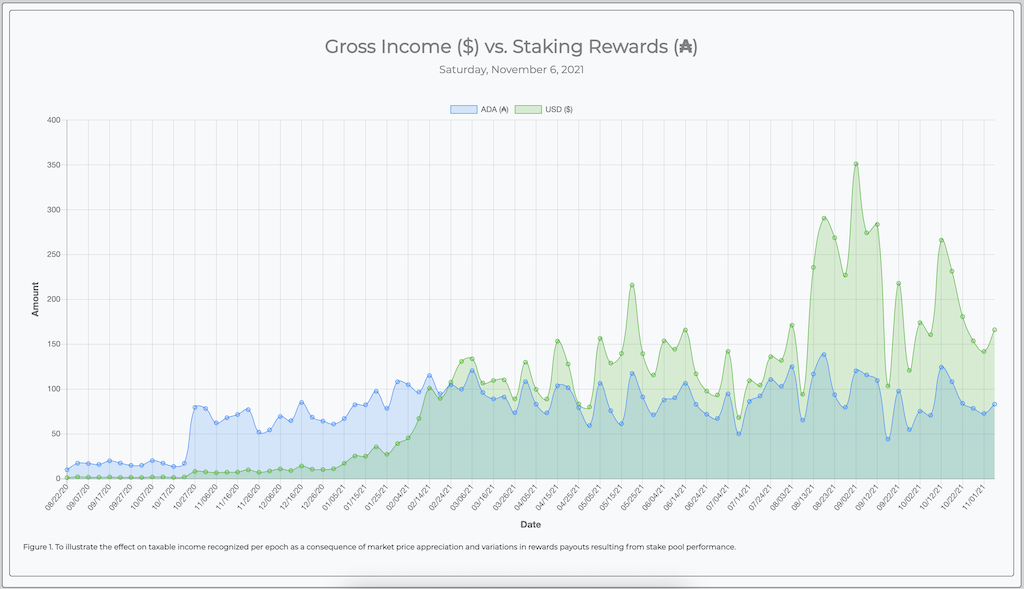 Gross Income ($) vs. Staking Rewards (₳)
Saturday, November 6, 2021
ADA (₳) USD ($)
400
350
300
250
200
150
100
50
0
Amount
08/22/20 09/07/20 09/17/20 09/27/20 10/07/20 10/17/20 10/27/20 11/06/20 11/16/20 11/26/20 12/06/20 12/16/20 12/26/20 01/05/21 01/15/21 01/25/21 02/04/21 02/14/21 02/24/21 03/06/21 03/16/21 03/26/21 04/05/21 04/15/21 04/25/21 05/05/21 05/15/21 05/25/21 06/04/21 06/14/21 06/24/21 07/04/21 07/14/21 07/24/21 08/03/21 08/13/21 08/23/21 09/02/21 09/12/21 09/22/21 10/02/21 10/12/21 10/22/21 11/01/21
Date
Figure 1. To illustrate the effect on taxable income recognized per epoch as a consequence of market price appreciation and variations in rewards payouts resulting from stake pool performance.